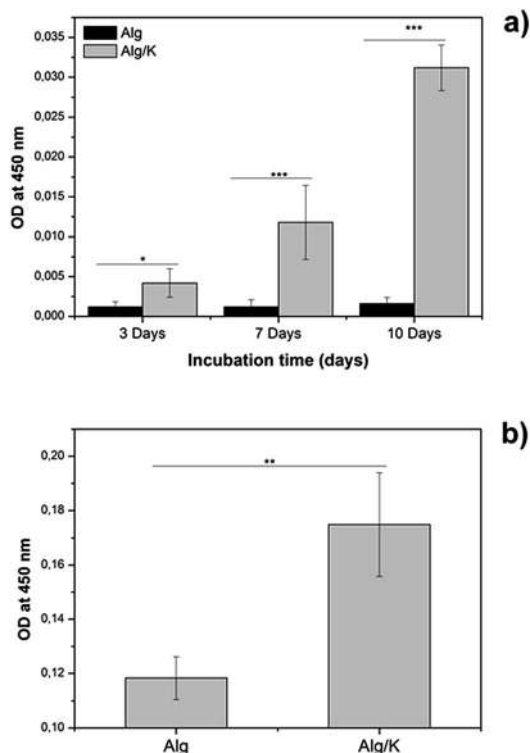 a)
Alg
Alg/K
OD at 450 nm
0,035
0,030
0,025
0,020
0,015
0,010
0,005
0,000
*
***
***
3 Days 7 Days 10 Days
Incubation time (days)
b)
OD at 450 nm
0,20
0,18
0,16
0,14
0,12
0,10
**
Alg Alg/K